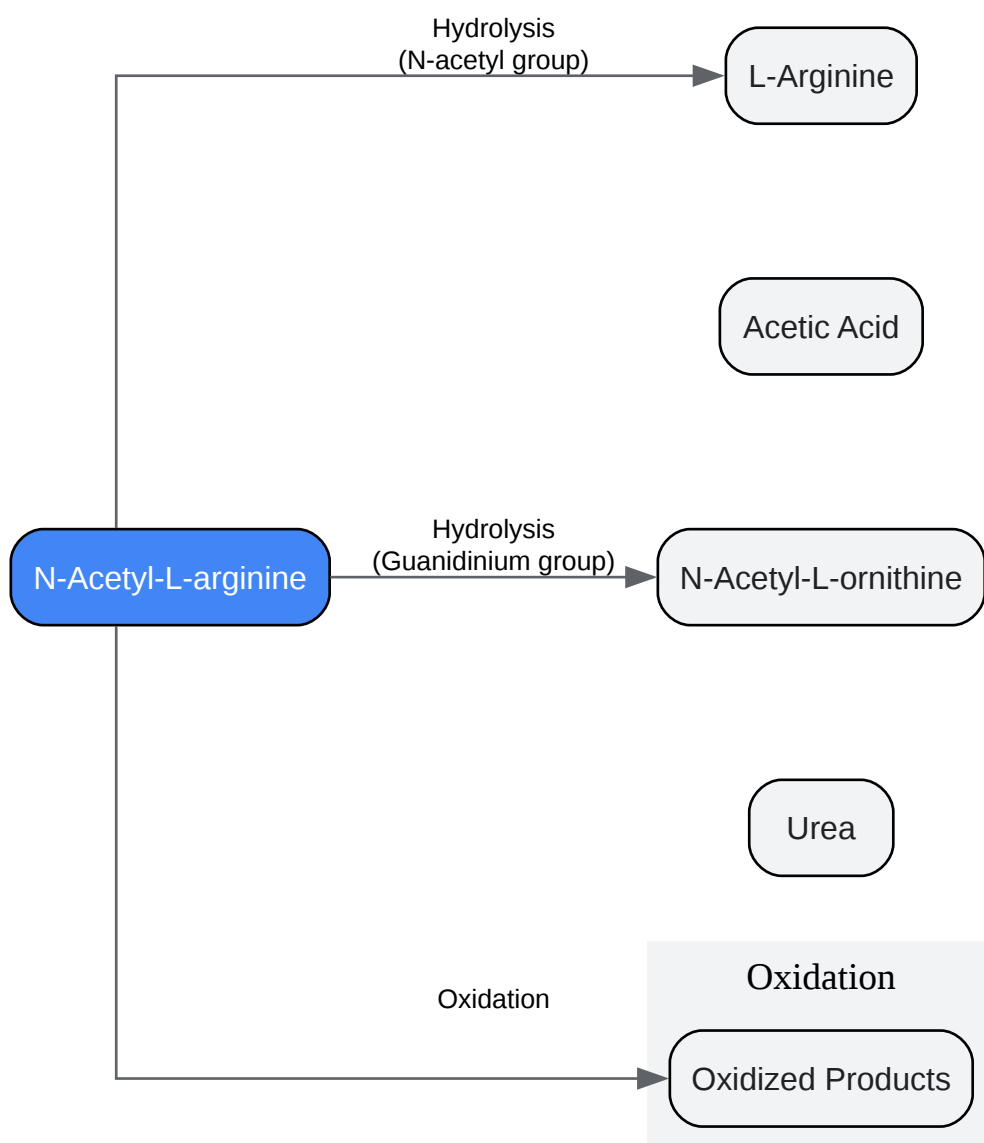 Hydrolysis
(N-acetyl group)
L-Arginine
Acetic Acid
N-Acetyl-L-arginine
Hydrolysis
(Guanidinium group)
N-Acetyl-L-ornithine
Urea
Oxidation
Oxidation
Oxidized Products